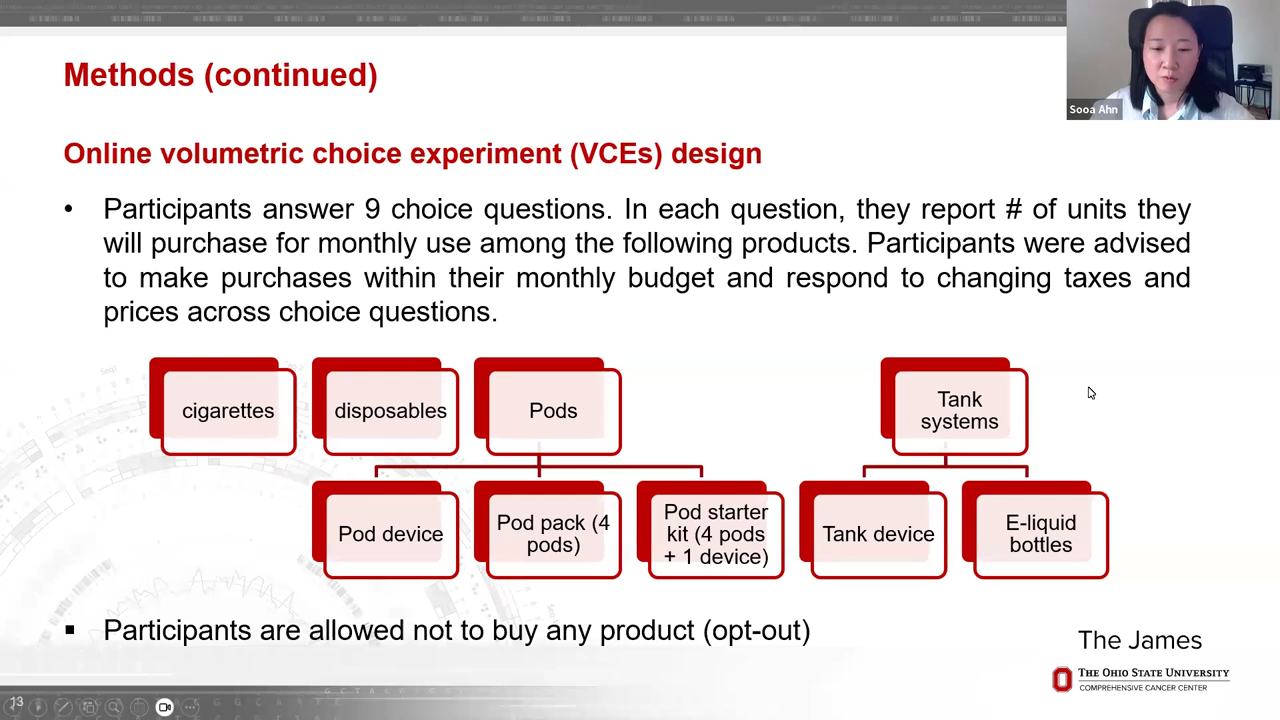 Methods (continued)
Sooa Ahn
Online volumetric choice experiment (VCEs) design
• Participants answer 9 choice questions. In each question, they report # of units they
will purchase for monthly use among the following products. Participants were advised
to make purchases within their monthly budget and respond to changing taxes and
prices across choice questions.
cigarettes
disposables
Pods
Tank
systems
Pod device
Pod pack (4
pods)
Pod starter
kit (4 pods
+ 1 device)
Tank device
E-liquid
bottles
▪ Participants are allowed not to buy any product (opt-out)
The James
THE OHIO STATE UNIVERSITY
COMPREHENSIVE CANCER CENTER
13